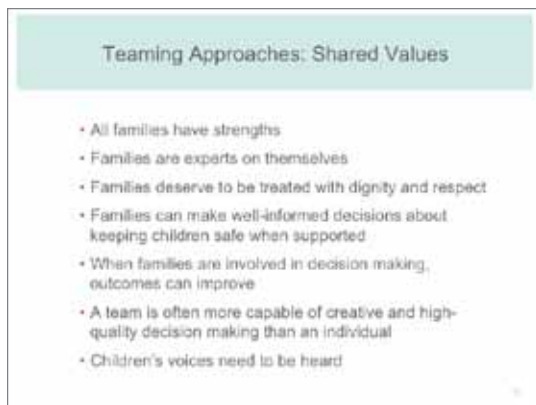 Teaming Approaches: Shared Values
• All families have strengths
• Families are experts on themselves
• Families deserve to be treated with dignity and respect
• Families can make well-informed decisions about
keeping children safe when supported
• When families are involved in decision making,
outcomes can improve
• A team is often more capable of creative and high-
quality decision making than an individual
• Children's voices need to be heard